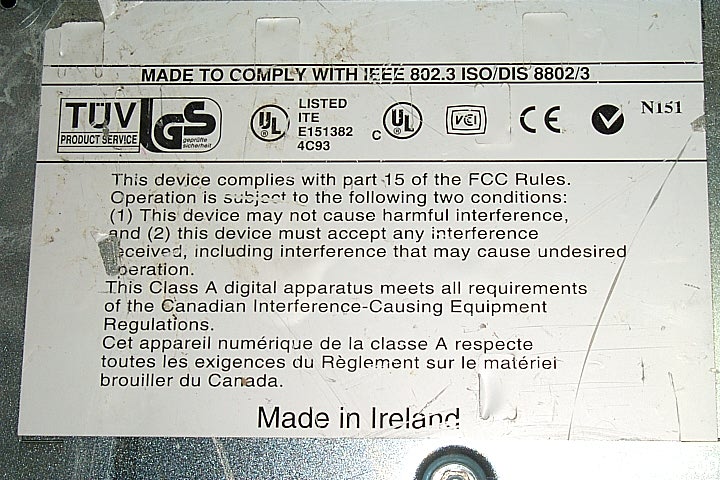 MADE TO COMPLY WITH IEEE 802.3 ISO/DIS 8802/3
TÜV
PRODUCT SERVICE
GS
geprüfte
sicherheit
UL
LISTED
ITE
E151382
4C93
C UL
VCI
CE
N151
This device complies with part 15 of the FCC Rules.
Operation is subject to the following two conditions:
(1) This device may not cause harmful interference,
and (2) this device must accept any interference
received, including interference that may cause undesired
operation.
This Class A digital apparatus meets all requirements
of the Canadian Interference-Causing Equipment
Regulations.
Cet appareil numérique de la classe A respecte
toutes les exigences du Règlement sur le matériel
brouiller du Canada.
Made in Ireland